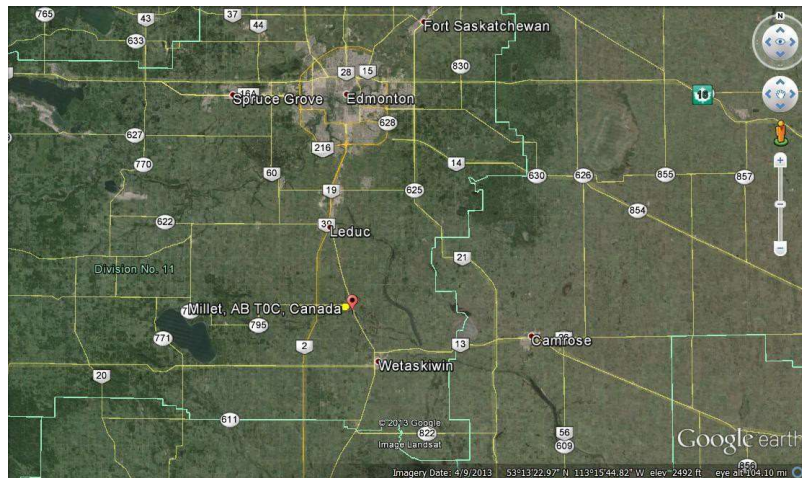 765
43
37
44
633
Fort Saskatchewan
N
28
15
830
16A
Spruce Grove
Edmonton
16
628
627
216
770
14
60
630
626
855
857
19
625
854
622
39
Leduc
21
Division No. 11
Millet, AB T0C, Canada
795
771
2
13
Camrose
Wetaskiwin
20
611
© 2013 Google
Image Landsat
822
56
609
Google earth
856
Imagery Date: 4/9/2013 53°13'22.97" N 113°15'44.82" W elev 2492 ft eye alt 104.10 mi